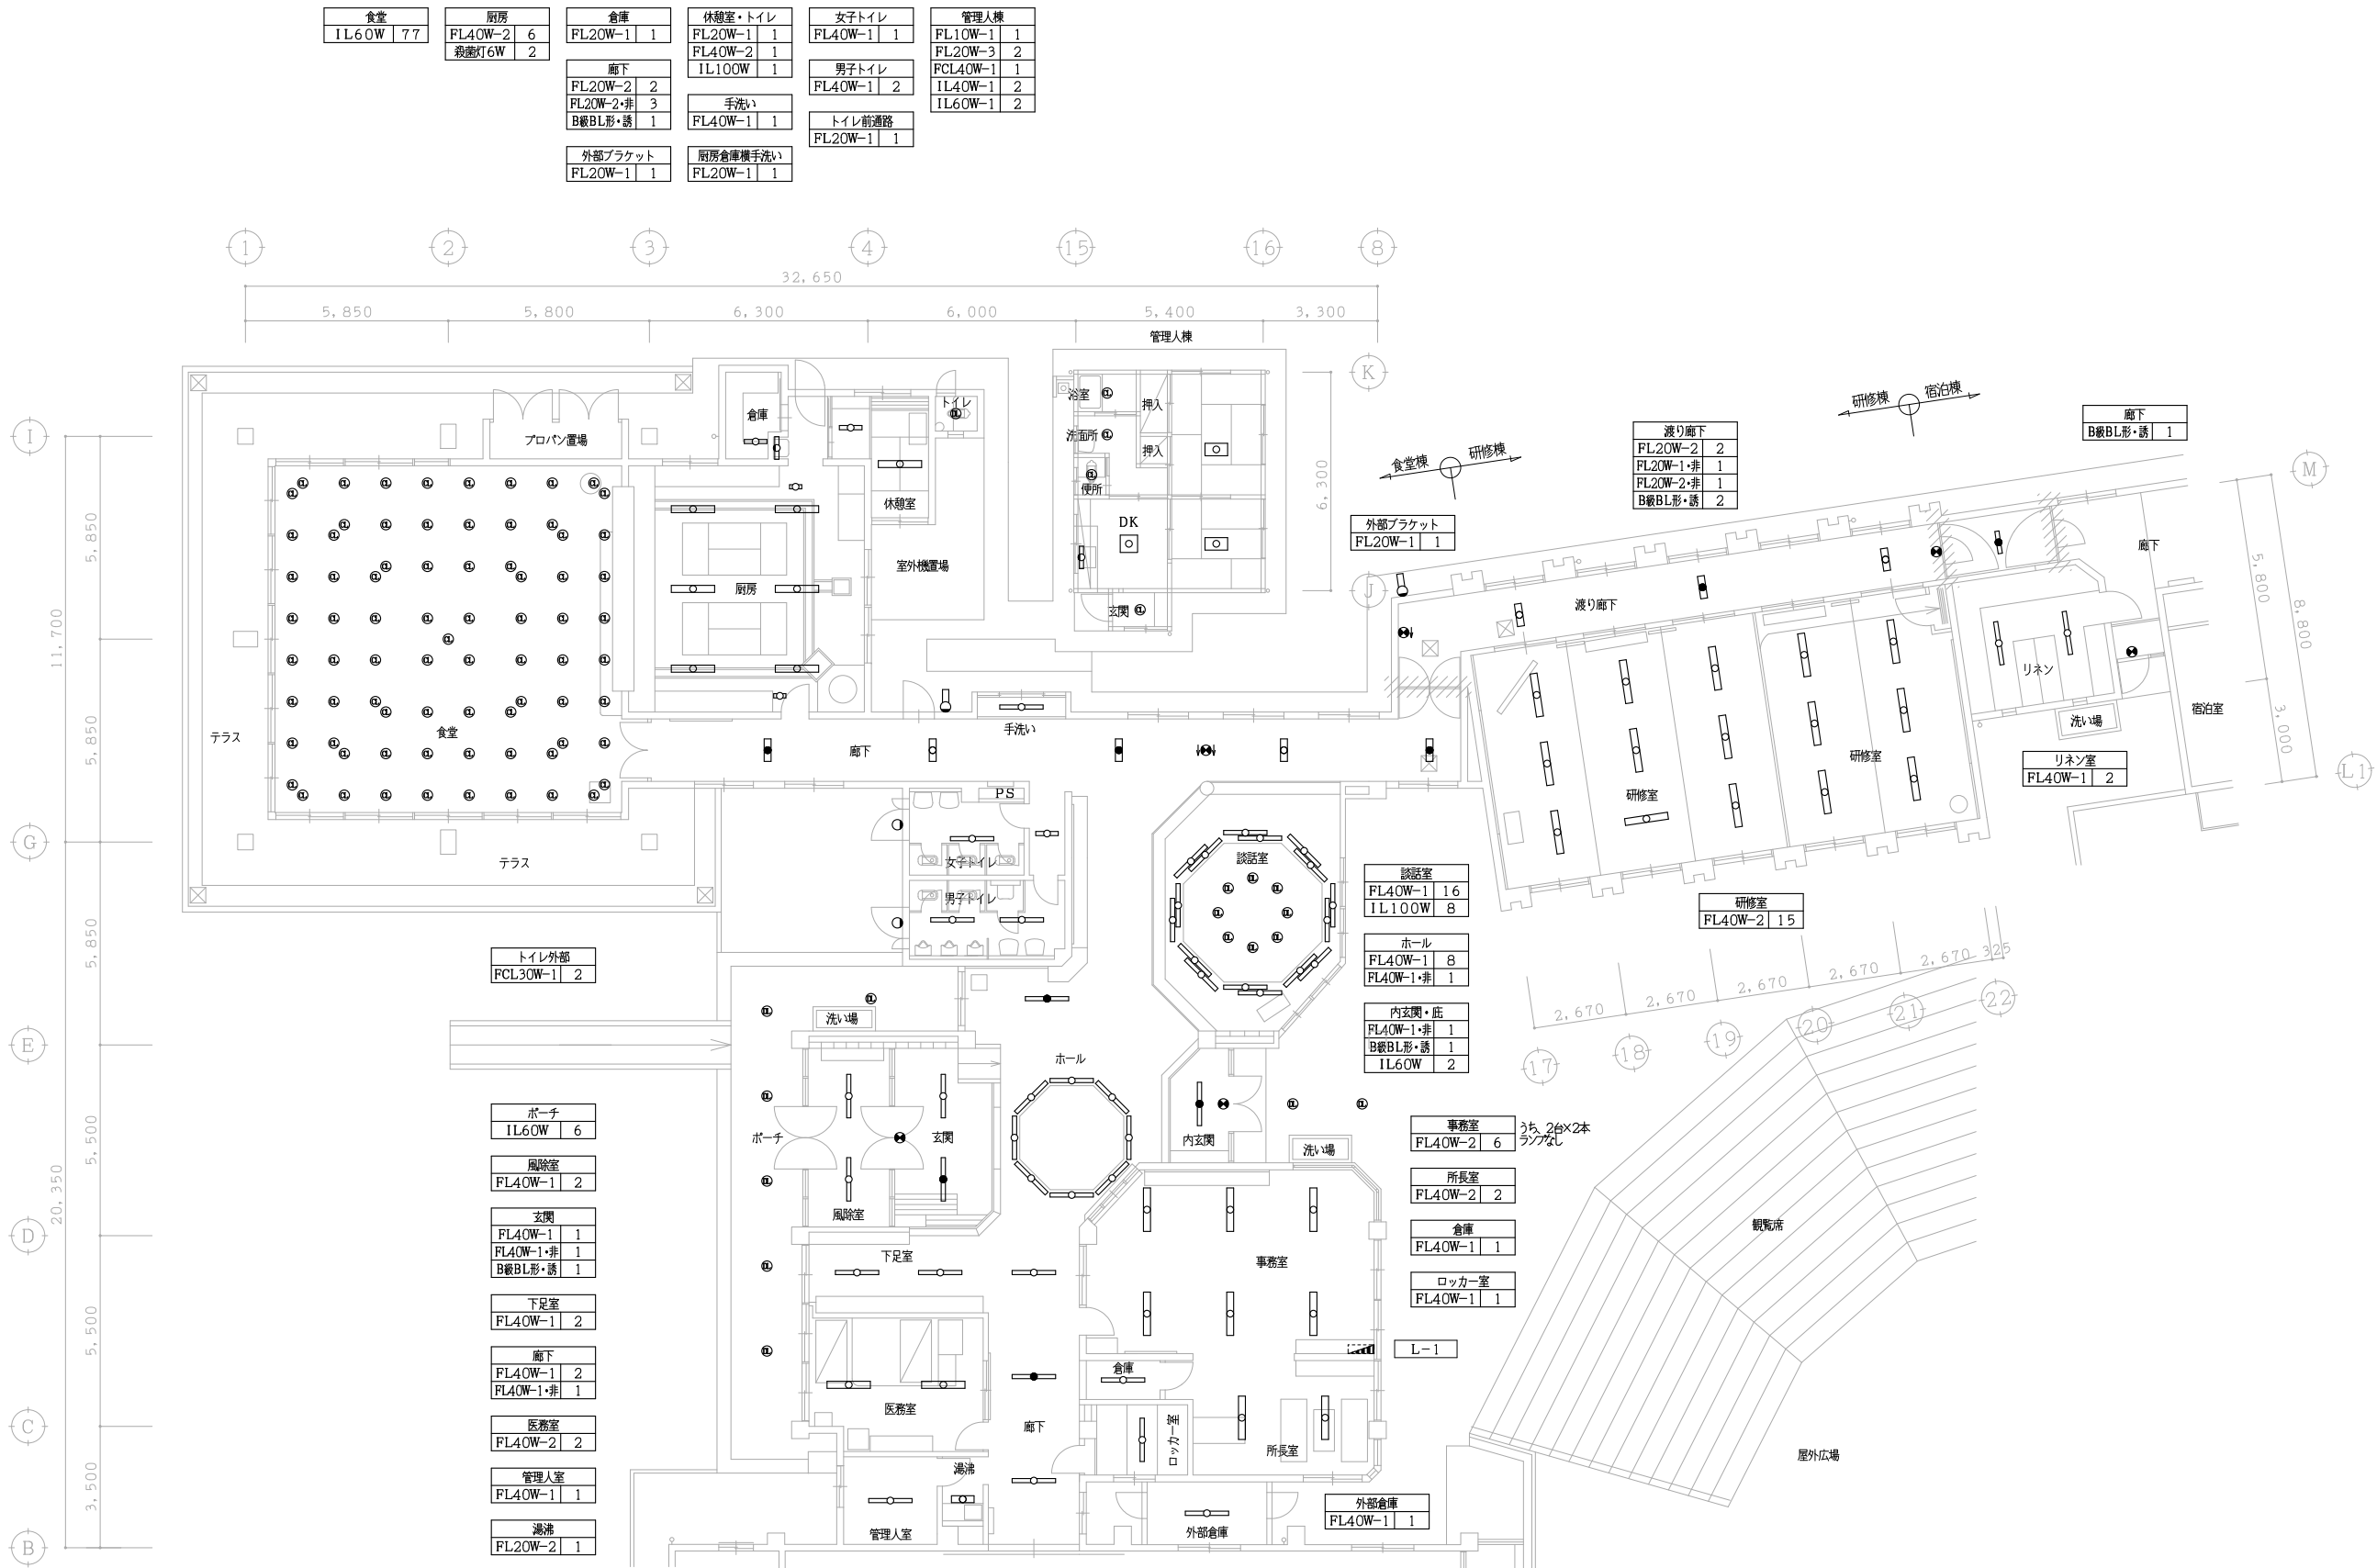 食堂
IL60W 77
厨房
FL40W-2 6
殺菌灯6W 2
倉庫
FL20W-1 1
廊下
FL20W-2 2
FL20W-2・非 3
B級BL形・誘 1
外部ブラケット
FL20W-1 1
休憩室・トイレ
FL20W-1 1
FL40W-2 1
IL100W 1
手洗い
FL40W-1 1
厨房倉庫横手洗い
FL20W-1 1
女子トイレ
FL40W-1 1
男子トイレ
FL40W-1 2
トイレ前通路
FL20W-1 1
管理人棟
FL10W-1 1
FL20W-3 2
FCL40W-1 1
IL40W-1 2
IL60W-1 2
1 2 3 4 15 16 8
32,650
5,850 5,800 6,300 6,000 5,400 3,300
管理人棟
K
J
6,300
I
G
E
D
C
B
11,700
5,850
5,850
20,350
5,850
5,500
5,500
3,500
プロパン置場
倉庫
トイレ
休憩室
室外機置場
厨房
食堂
テラス
テラス
浴室
洗面所
便所
押入
押入
DK
玄関
手洗い
廊下
PS
女子トイレ
男子トイレ
食堂棟 研修棟
研修棟 宿泊棟
外部ブラケット
FL20W-1 1
渡り廊下
FL20W-2 2
FL20W-1・非 1
FL20W-2・非 1
B級BL形・誘 2
廊下
B級BL形・誘 1
M
L1
5,800
8,800
3,000
渡り廊下
廊下
リネン
洗い場
宿泊室
リネン室
FL40W-1 2
研修室
研修室
研修室
FL40W-2 15
2,670 2,670 2,670 2,670 2,670 325
17 18 19 20 21 22
談話室
談話室
FL40W-1 16
IL100W 8
ホール
FL40W-1 8
FL40W-1・非 1
内玄関・庇
FL40W-1・非 1
B級BL形・誘 1
IL60W 2
トイレ外部
FCL30W-1 2
洗い場
ホール
ポーチ
玄関
風除室
内玄関
洗い場
下足室
事務室
医務室
倉庫
廊下
ロッカー室
所長室
湯沸
管理人室
外部倉庫
観覧席
屋外広場
ポーチ
IL60W 6
風除室
FL40W-1 2
玄関
FL40W-1 1
FL40W-1・非 1
B級BL形・誘 1
下足室
FL40W-1 2
廊下
FL40W-1 2
FL40W-1・非 1
医務室
FL40W-2 2
管理人室
FL40W-1 1
湯沸
FL20W-2 1
事務室
FL40W-2 6
うち、2台×2本
ランプなし
所長室
FL40W-2 2
倉庫
FL40W-1 1
ロッカー室
FL40W-1 1
L-1
外部倉庫
FL40W-1 1